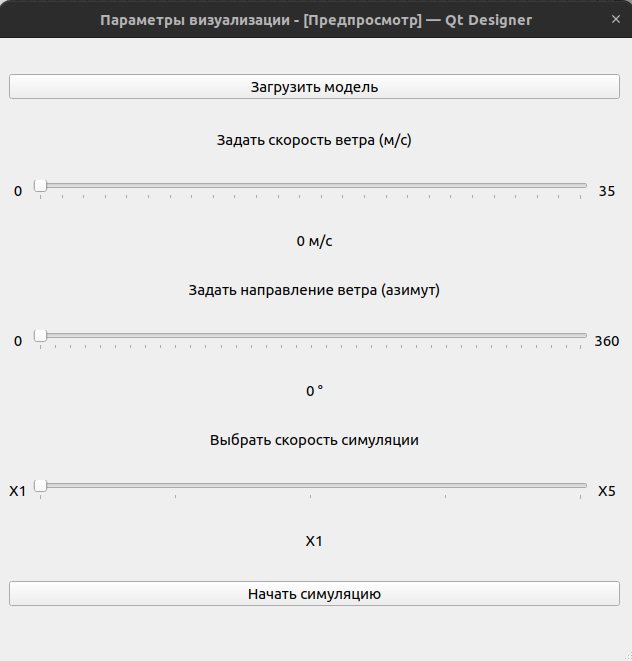 Параметры визуализации - [Предпросмотр] — Qt Designer
Загрузить модель
Задать скорость ветра (м/с)
0 35
0 м/с
Задать направление ветра (азимут)
0 360
0 °
Выбрать скорость симуляции
X1 X5
X1
Начать симуляцию